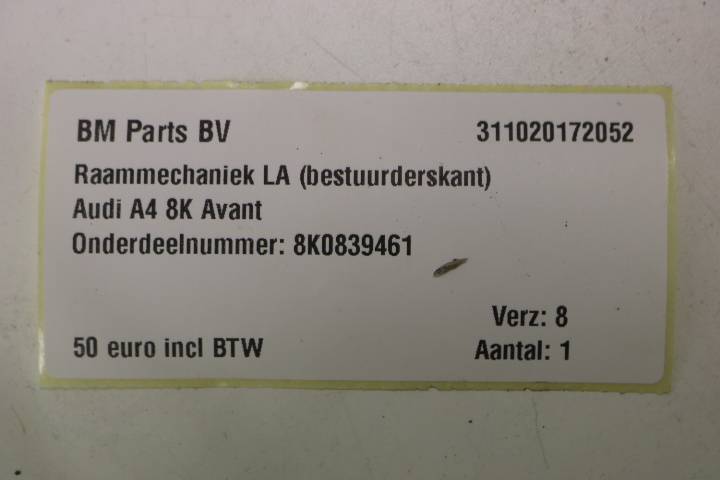 BM Parts BV 311020172052
Raammechaniek LA (bestuurderskant)
Audi A4 8K Avant
Onderdeelnummer: 8K0839461
Verz: 8
50 euro incl BTW Aantal: 1